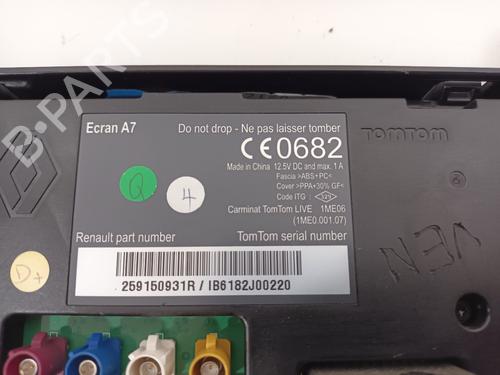 Ecran A7
Do not drop - Ne pas laisser tomber
CE0682
Made in China 12.5V DC and max. 1 A
Fascia >ABS+PC<
Cover >PPA+30% GF<
Code ITG :
Carminat TomTom LIVE 1ME06
(1ME0.001.07)
Renault part number
TomTom serial number
259150931R / IB6182J00220
TOMTOM
Q
4
D+
VEN
B-PARTS